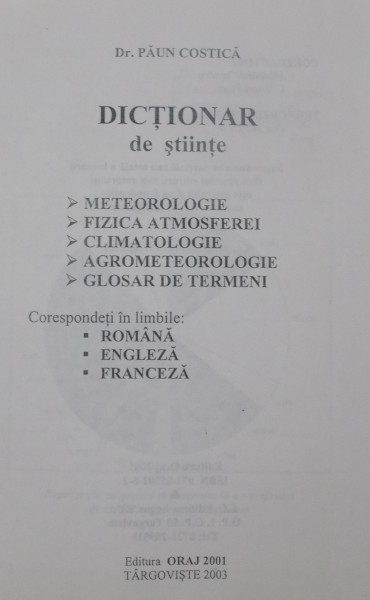 Dr. PĂUN COSTICĂ
DICȚIONAR
de științe
➢ METEOROLOGIE
➢ FIZICA ATMOSFEREI
➢ CLIMATOLOGIE
➢ AGROMETEOROLOGIE
➢ GLOSAR DE TERMENI
Corespondeți în limbile:
▪ ROMÂNĂ
▪ ENGLEZĂ
▪ FRANCEZĂ
Editura ORAJ 2001
TÂRGOVIȘTE 2003